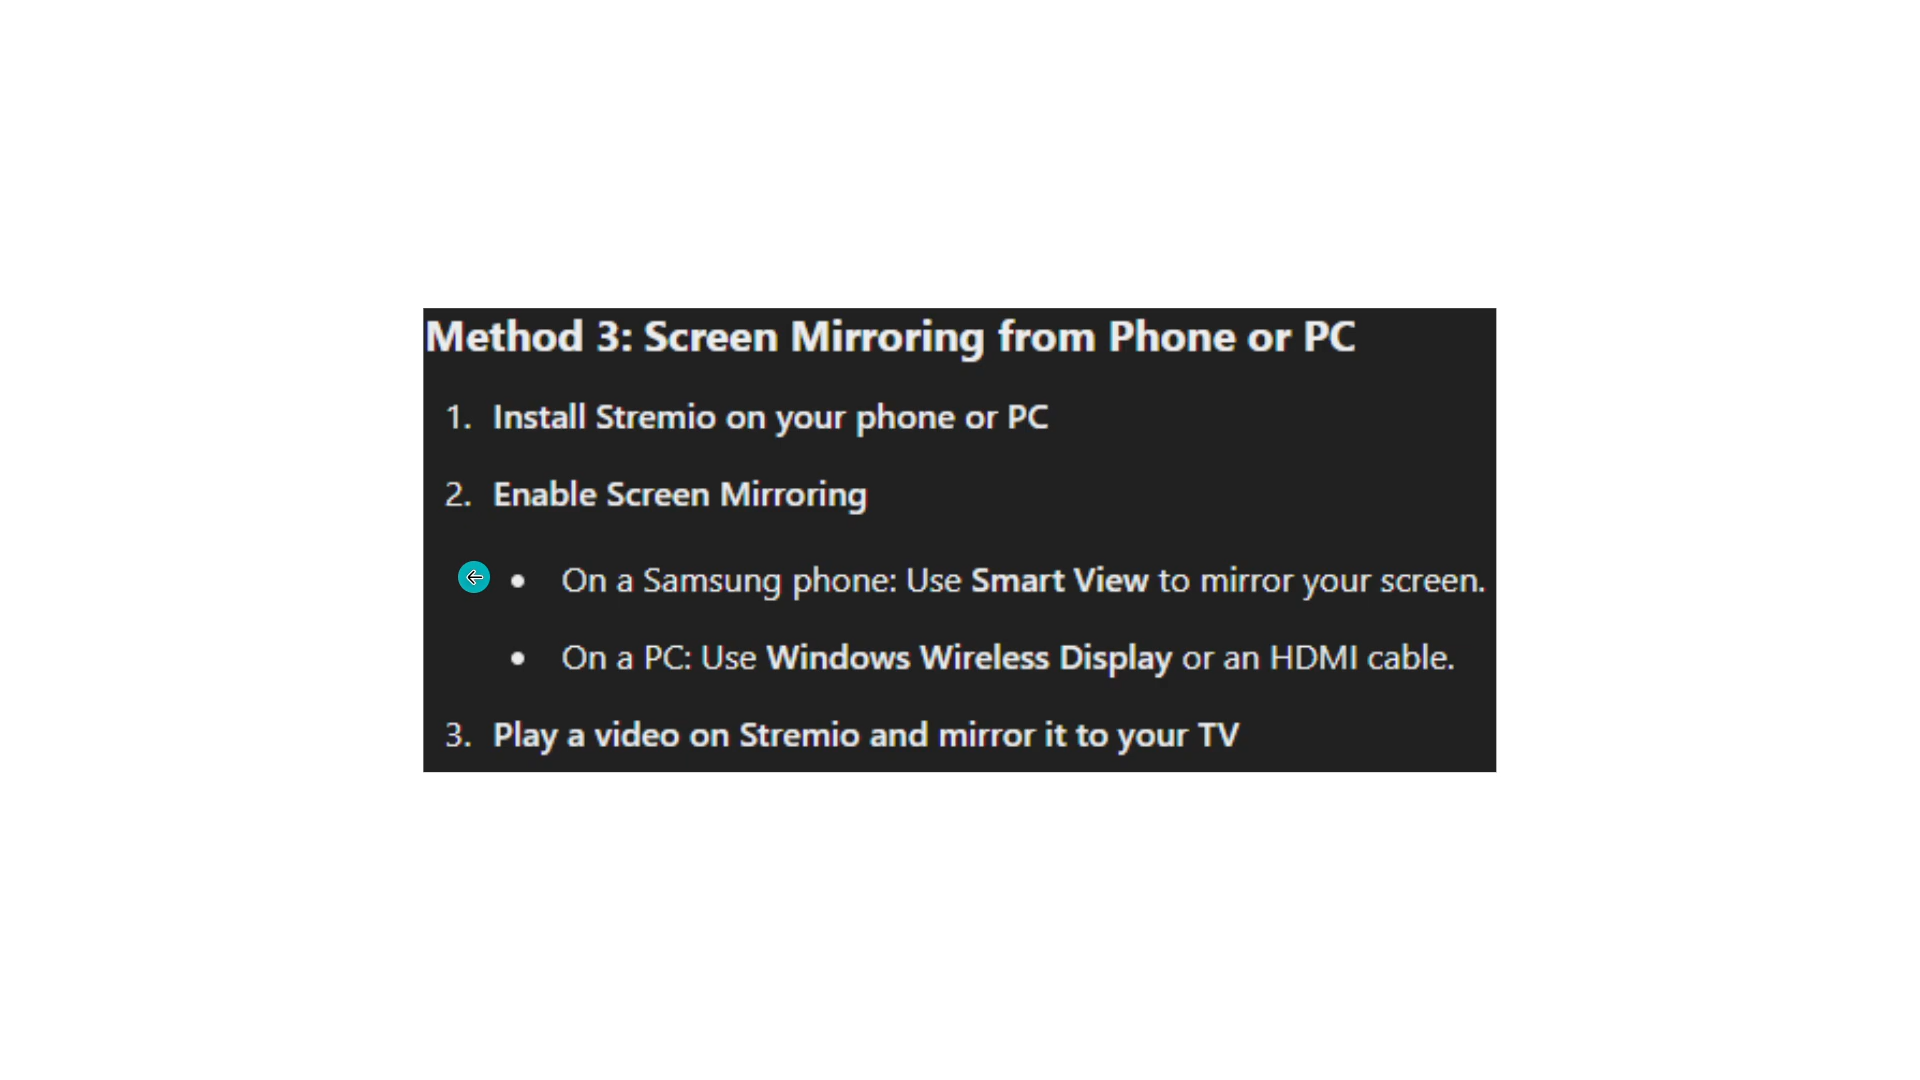 Method 3: Screen Mirroring from Phone or PC
1. Install Stremio on your phone or PC
2. Enable Screen Mirroring
• On a Samsung phone: Use Smart View to mirror your screen.
• On a PC: Use Windows Wireless Display or an HDMI cable.
3. Play a video on Stremio and mirror it to your TV